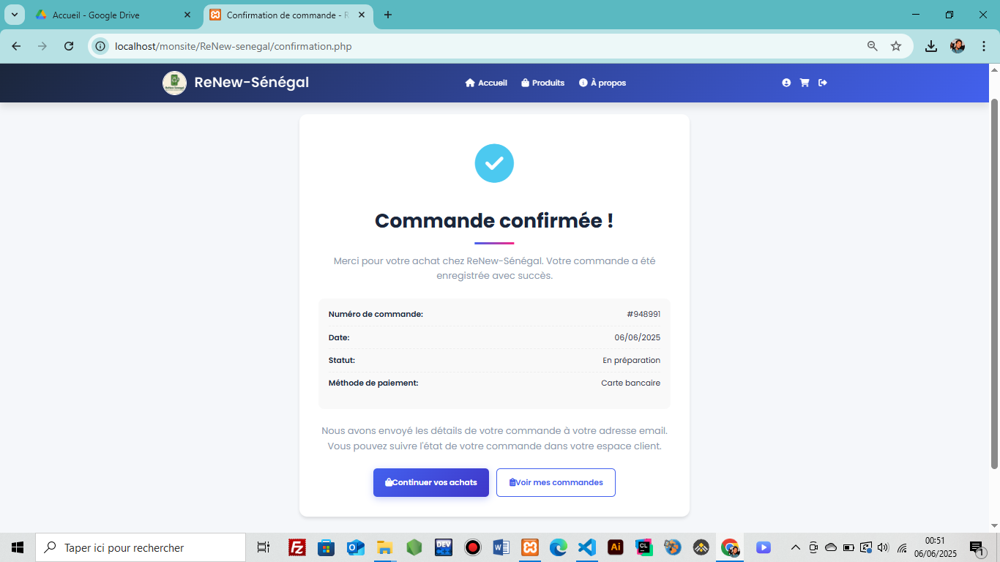 Accueil - Google Drive
Confirmation de commande - R
localhost/monsite/ReNew-senegal/confirmation.php
ReNew-Sénégal
Accueil
Produits
À propos
Commande confirmée !
Merci pour votre achat chez ReNew-Sénégal. Votre commande a été
enregistrée avec succès.
Numéro de commande: #948991
Date: 06/06/2025
Statut: En préparation
Méthode de paiement: Carte bancaire
Nous avons envoyé les détails de votre commande à votre adresse email.
Vous pouvez suivre l'état de votre commande dans votre espace client.
Continuer vos achats
Voir mes commandes
Taper ici pour rechercher
DEV
Ai
CL
00:51
06/06/2025
1